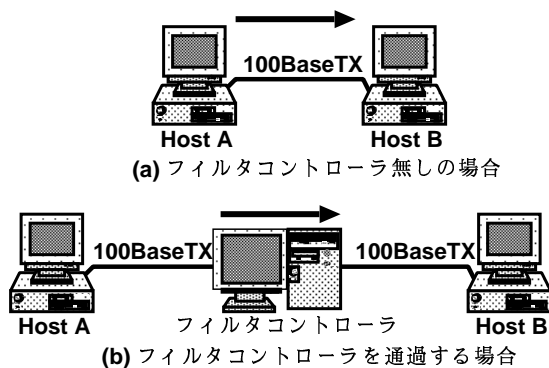 100BaseTX
Host A Host B
(a) フィルタコントローラ無しの場合
100BaseTX 100BaseTX
Host A フィルタコントローラ Host B
(b) フィルタコントローラを通過する場合